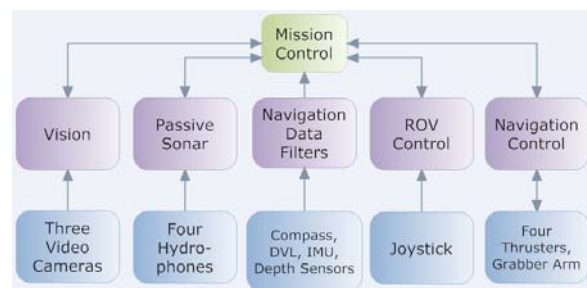 Mission
Control
Vision
Passive
Sonar
Navigation
Data
Filters
ROV
Control
Navigation
Control
Three
Video
Cameras
Four
Hydro-
phones
Compass,
DVL, IMU,
Depth Sensors
Joystick
Four
Thrusters,
Grabber Arm